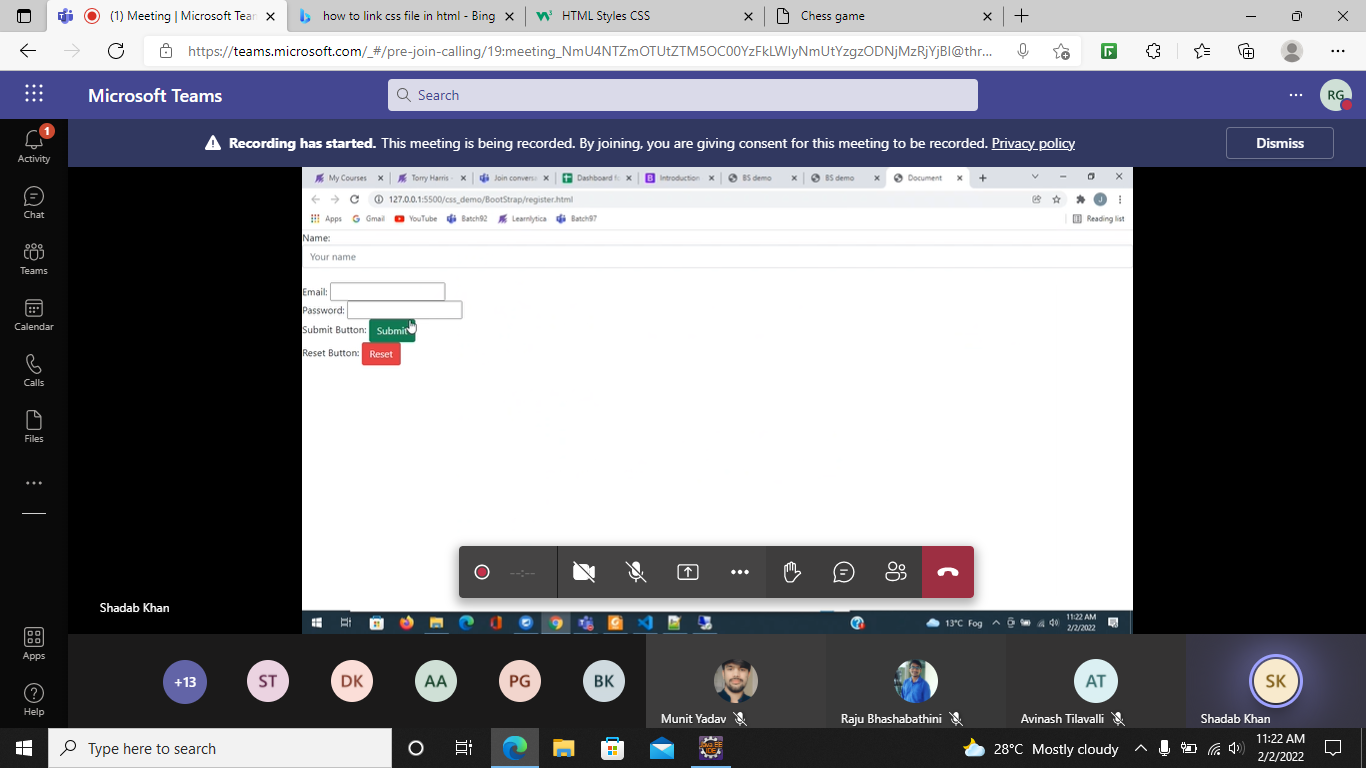 (1) Meeting | Microsoft Tear
how to link css file in html - Bing
HTML Styles CSS
Chess game
https://teams.microsoft.com/_#/pre-join-calling/19:meeting_NmU4NTZmOTUtZTM5OC00YzFkLWIyNmUtYzgzODNjMzRjYjBl@thr...
Microsoft Teams
Search
RG
Recording has started. This meeting is being recorded. By joining, you are giving consent for this meeting to be recorded. Privacy policy
Dismiss
1
Activity
Chat
Teams
Calendar
Calls
Files
Apps
Help
My Courses
Torry Harris -
Join conversa
Dashboard f
Introduction
BS demo
BS demo
Document
127.0.0.1:5500/css_demo/BootStrap/register.html
J
Apps
Gmail
YouTube
Batch92
Learnlytica
Batch97
Reading list
Name:
Your name
Email:
Password:
Submit Button: Submit
Reset Button: Reset
--:--
Shadab Khan
13°C Fog
11:22 AM
2/2/2022
+13
ST
DK
AA
PG
BK
Munit Yadav
Raju Bhashabathini
AT
Avinash Tilavalli
SK
Shadab Khan
Type here to search
28°C Mostly cloudy
11:22 AM
2/2/2022